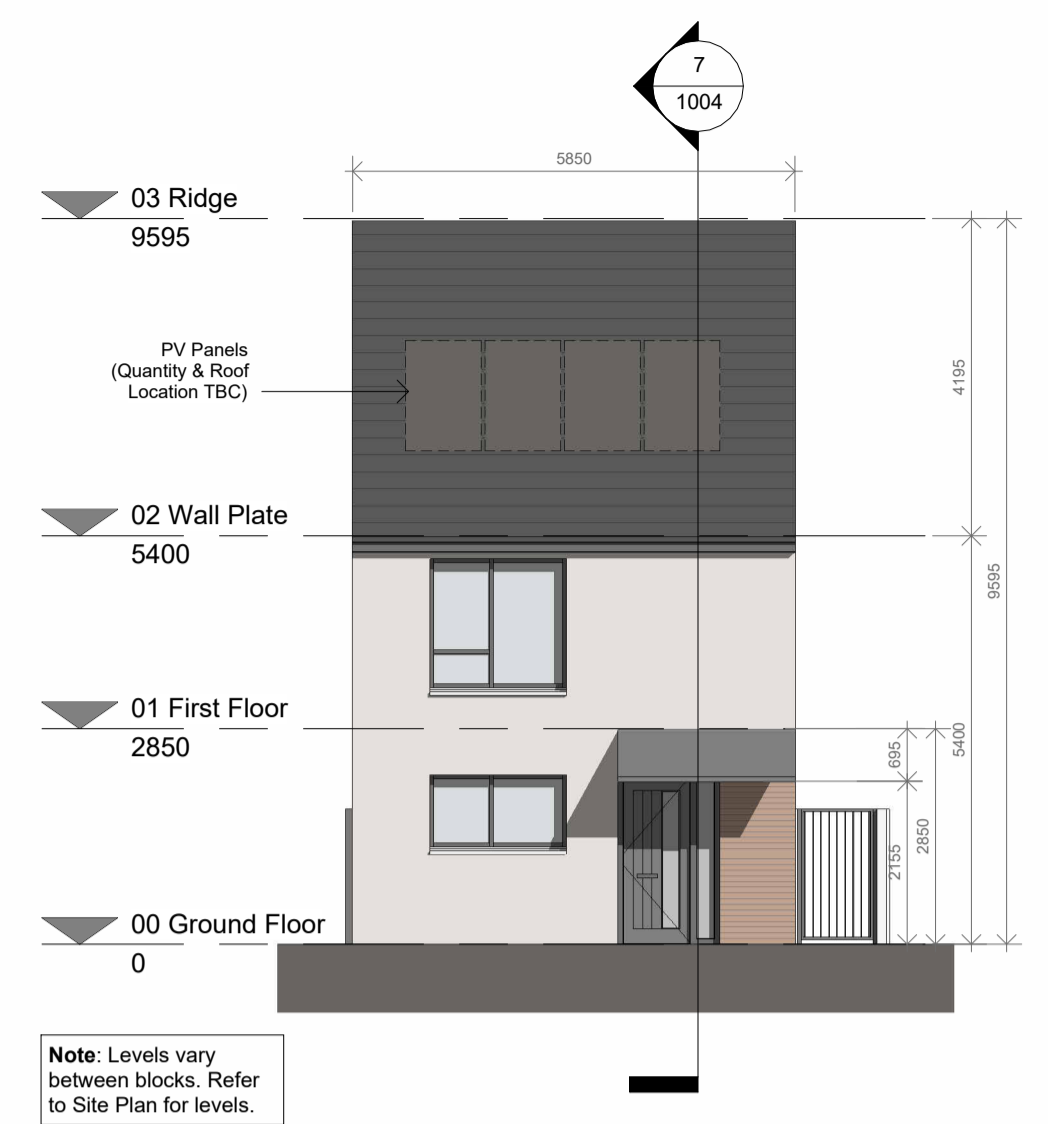 7
1004
5850
03 Ridge
9595
PV Panels
(Quantity & Roof
Location TBC)
4195
02 Wall Plate
5400
9595
01 First Floor
2850
5400
695
2850
2155
00 Ground Floor
0
Note: Levels vary
between blocks. Refer
to Site Plan for levels.